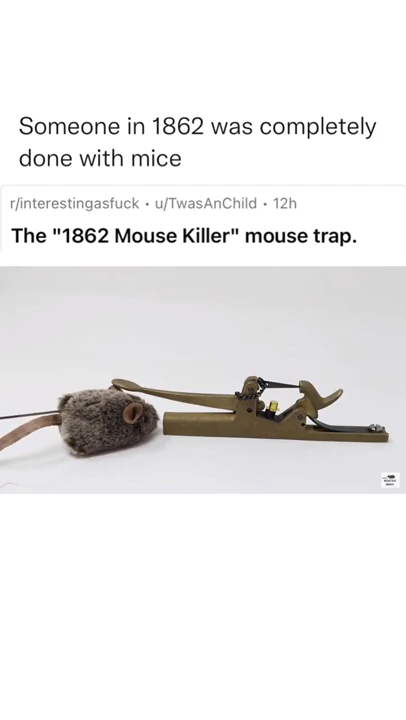 Someone in 1862 was completely
done with mice
r/interestingasfuck • u/TwasAnChild • 12h
The "1862 Mouse Killer" mouse trap.